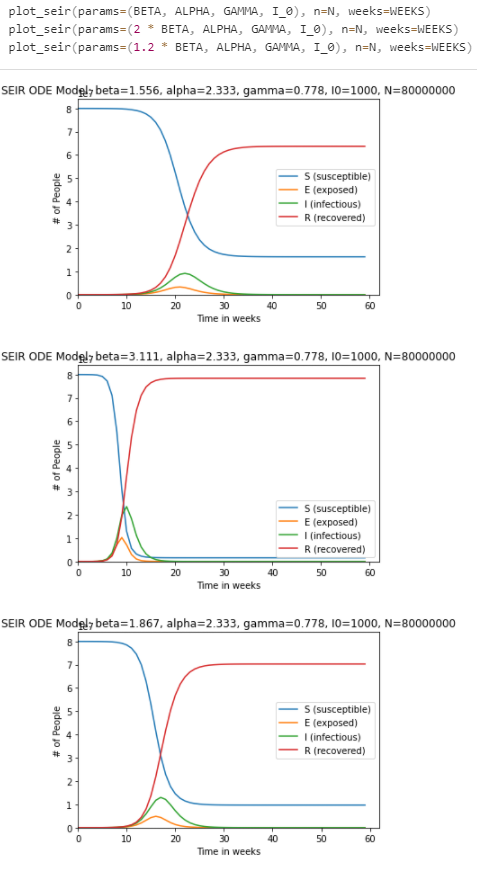 plot_seir(params=(BETA, ALPHA, GAMMA, I_0), n=N, weeks=WEEKS)
plot_seir(params=(2 * BETA, ALPHA, GAMMA, I_0), n=N, weeks=WEEKS)
plot_seir(params=(1.2 * BETA, ALPHA, GAMMA, I_0), n=N, weeks=WEEKS)
SEIR ODE Model: beta=1.556, alpha=2.333, gamma=0.778, I0=1000, N=80000000
1e7
8
7
6
5
4
3
2
1
0
# of People
S (susceptible)
E (exposed)
I (infectious)
R (recovered)
0 10 20 30 40 50 60
Time in weeks
SEIR ODE Model: beta=3.111, alpha=2.333, gamma=0.778, I0=1000, N=80000000
1e7
8
7
6
5
4
3
2
1
0
# of People
S (susceptible)
E (exposed)
I (infectious)
R (recovered)
0 10 20 30 40 50 60
Time in weeks
SEIR ODE Model: beta=1.867, alpha=2.333, gamma=0.778, I0=1000, N=80000000
1e7
8
7
6
5
4
3
2
1
0
# of People
S (susceptible)
E (exposed)
I (infectious)
R (recovered)
0 10 20 30 40 50 60
Time in weeks